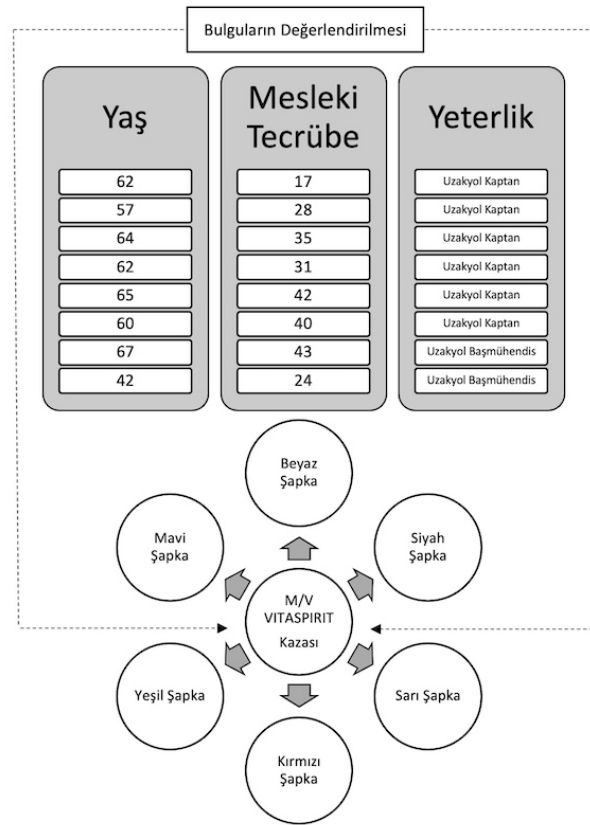 Bulguların Değerlendirilmesi
Yaş
Mesleki
Tecrübe
Yeterlik
62
17
Uzakyol Kaptan
57
28
Uzakyol Kaptan
64
35
Uzakyol Kaptan
62
31
Uzakyol Kaptan
65
42
Uzakyol Kaptan
60
40
Uzakyol Kaptan
67
43
Uzakyol Başmühendis
42
24
Uzakyol Başmühendis
Beyaz
Şapka
Mavi
Şapka
Siyah
Şapka
M/V
VITASPIRIT
Kazası
Yeşil Şapka
Sarı Şapka
Kırmızı
Şapka